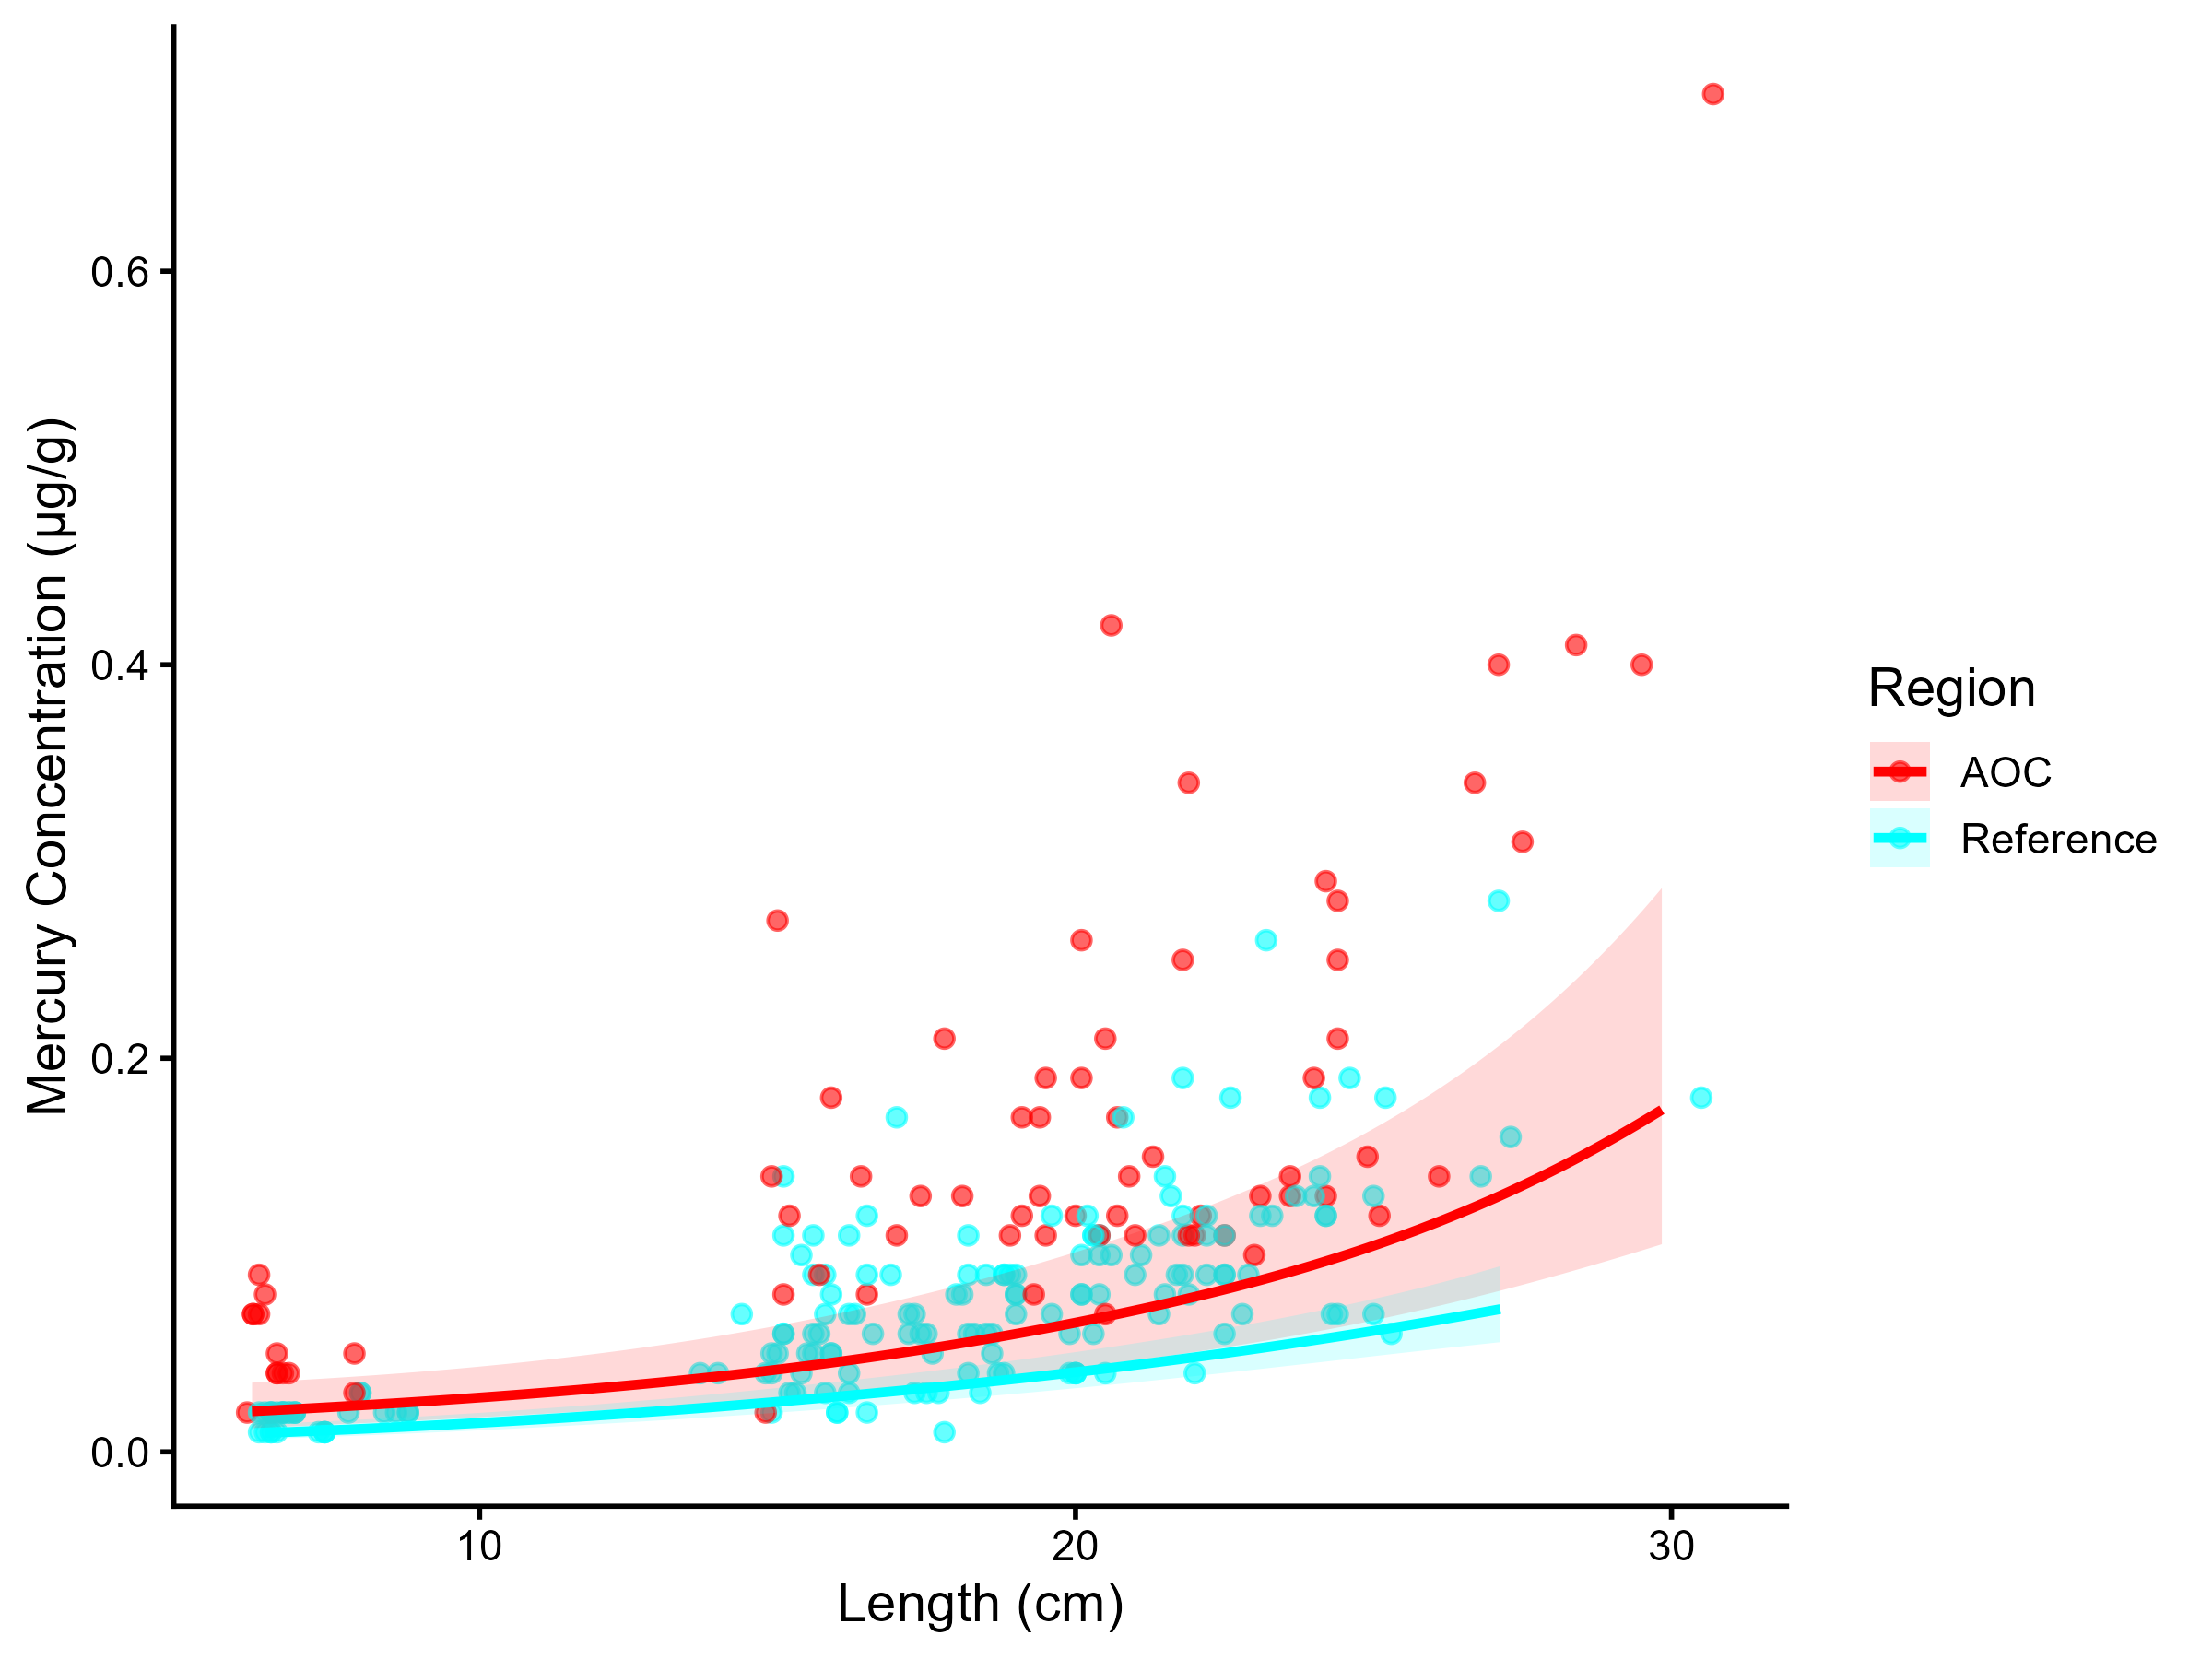 Mercury Concentration (µg/g)
0.6
0.4
0.2
0.0
10 20 30
Length (cm)
Region
AOC
Reference